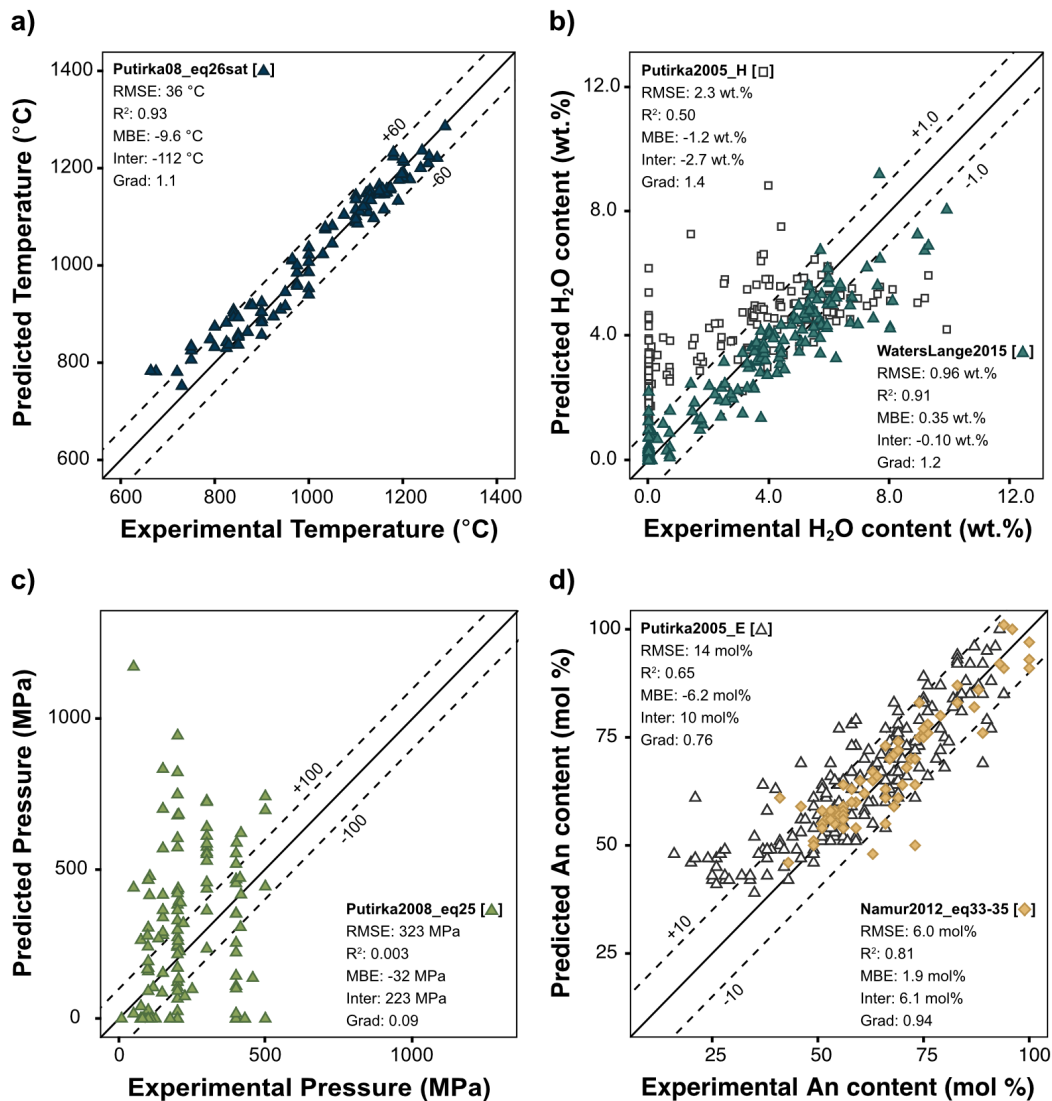 a)
Predicted Temperature (°C)
1400
1200
1000
800
600
Putirka08_eq26sat [▲]
RMSE: 36 °C
R²: 0.93
MBE: -9.6 °C
Inter: -112 °C
Grad: 1.1
+60
-60
600
800
1000
1200
1400
Experimental Temperature (°C)
b)
Predicted H₂O content (wt.%)
12.0
8.0
4.0
0.0
Putirka2005_H [□]
RMSE: 2.3 wt.%
R²: 0.50
MBE: -1.2 wt.%
Inter: -2.7 wt.%
Grad: 1.4
+1.0
-1.0
WatersLange2015 [▲]
RMSE: 0.96 wt.%
R²: 0.91
MBE: 0.35 wt.%
Inter: -0.10 wt.%
Grad: 1.2
0.0
4.0
8.0
12.0
Experimental H₂O content (wt.%)
c)
Predicted Pressure (MPa)
1000
500
0
+100
-100
Putirka2008_eq25 [▲]
RMSE: 323 MPa
R²: 0.003
MBE: -32 MPa
Inter: 223 MPa
Grad: 0.09
0
500
1000
Experimental Pressure (MPa)
d)
Predicted An content (mol %)
100
75
50
25
Putirka2005_E [△]
RMSE: 14 mol%
R²: 0.65
MBE: -6.2 mol%
Inter: 10 mol%
Grad: 0.76
+10
-10
Namur2012_eq33-35 [◆]
RMSE: 6.0 mol%
R²: 0.81
MBE: 1.9 mol%
Inter: 6.1 mol%
Grad: 0.94
25
50
75
100
Experimental An content (mol %)